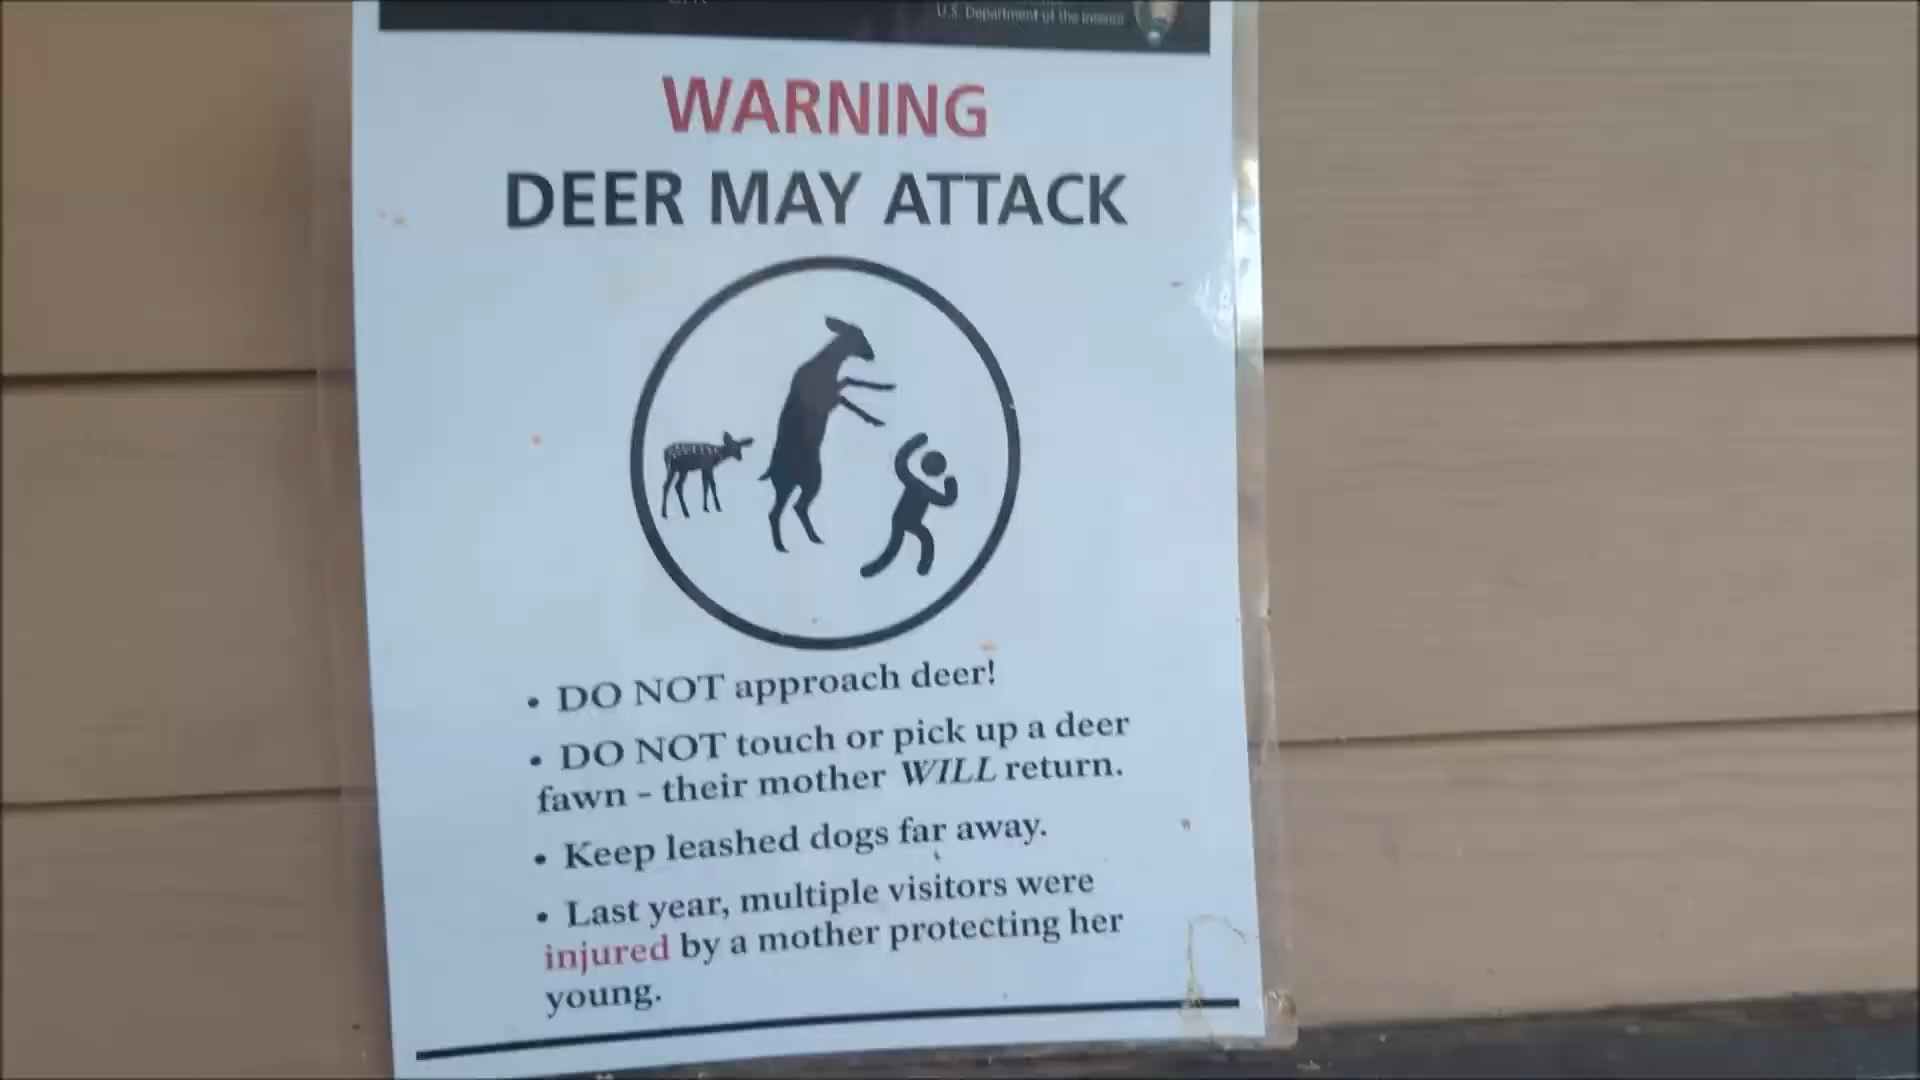 U.S. Department of the Interior
WARNING
DEER MAY ATTACK
• DO NOT approach deer!
• DO NOT touch or pick up a deer
fawn - their mother WILL return.
• Keep leashed dogs far away.
• Last year, multiple visitors were
injured by a mother protecting her
young.